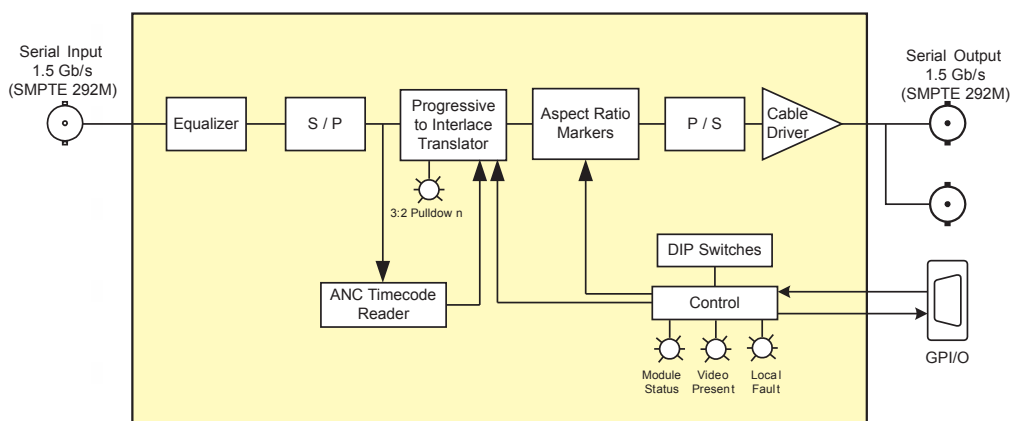 Serial Input
1.5 Gb/s
(SMPTE 292M)
Equalizer
S / P
Progressive
to Interlace
Translator
3:2 Pulldow n
Aspect Ratio
Markers
P / S
Cable
Driver
Serial Output
1.5 Gb/s
(SMPTE 292M)
ANC Timecode
Reader
DIP Switches
Control
Module
Status
Video
Present
Local
Fault
GPI/O